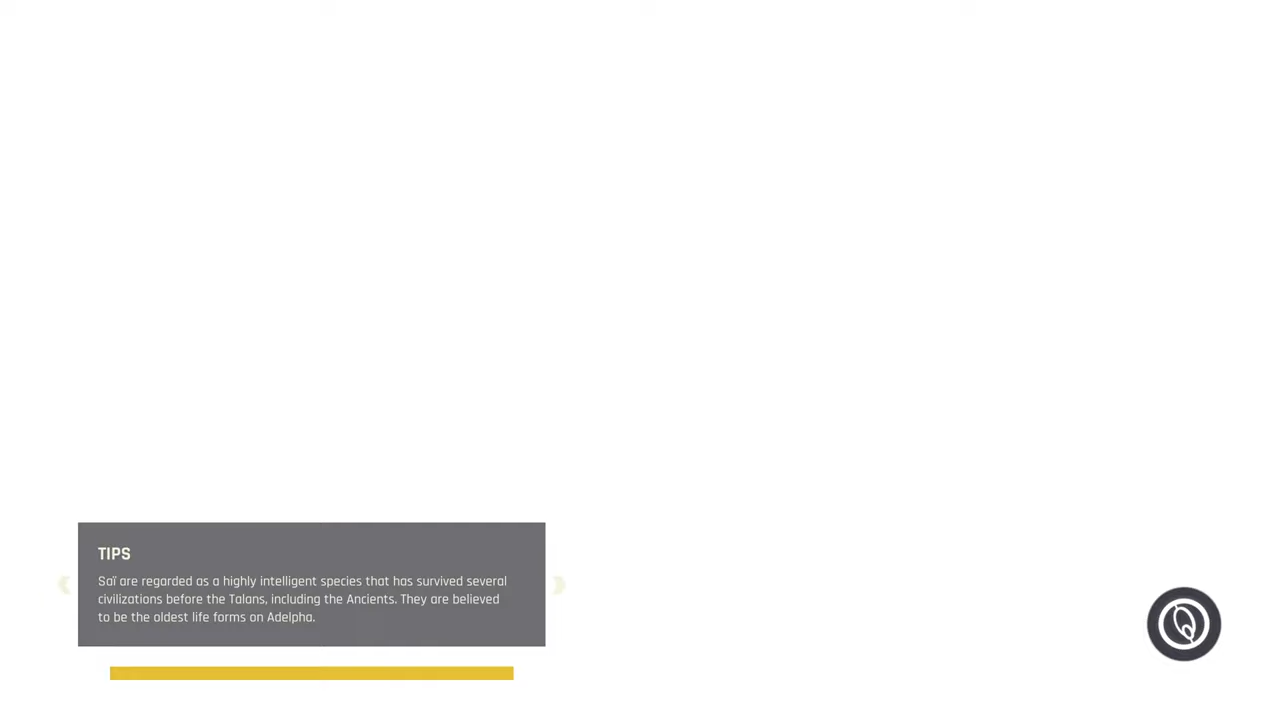 TIPS
Saï are regarded as a highly intelligent species that has survived several
civilizations before the Talans, including the Ancients. They are believed
to be the oldest life forms on Adelpha.